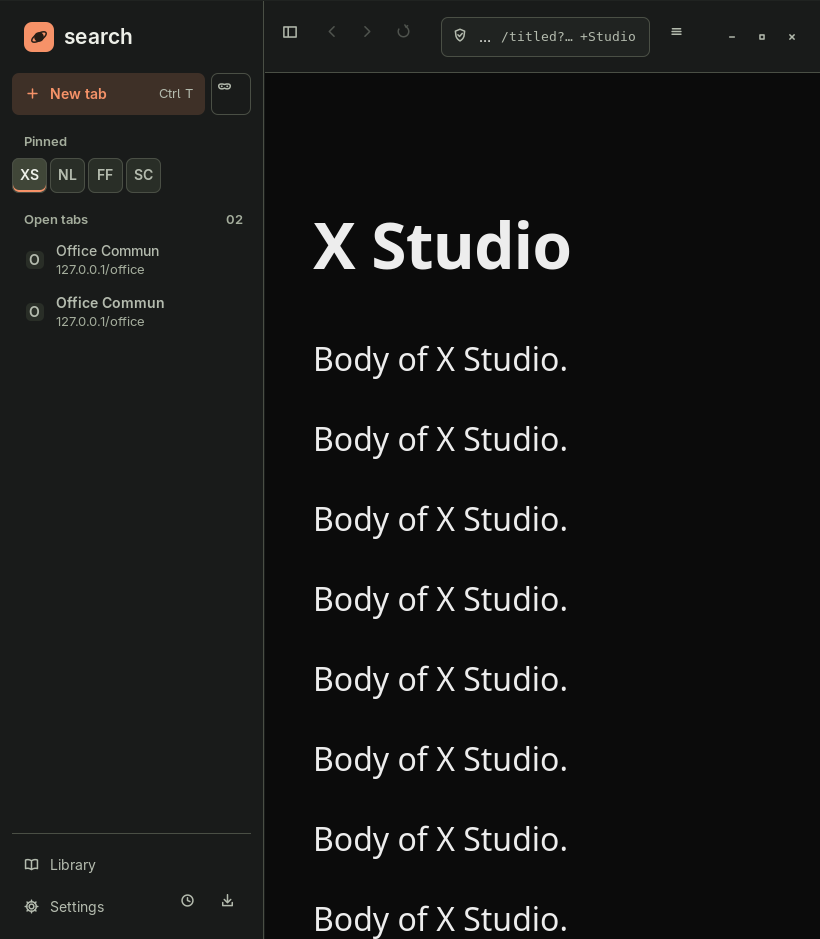 search
New tab Ctrl T
... /titled?… +Studio
Pinned
XS NL FF SC
Open tabs 02
O Office Commun
127.0.0.1/office
O Office Commun
127.0.0.1/office
Library
Settings
X Studio
Body of X Studio.
Body of X Studio.
Body of X Studio.
Body of X Studio.
Body of X Studio.
Body of X Studio.
Body of X Studio.
Body of X Studio.